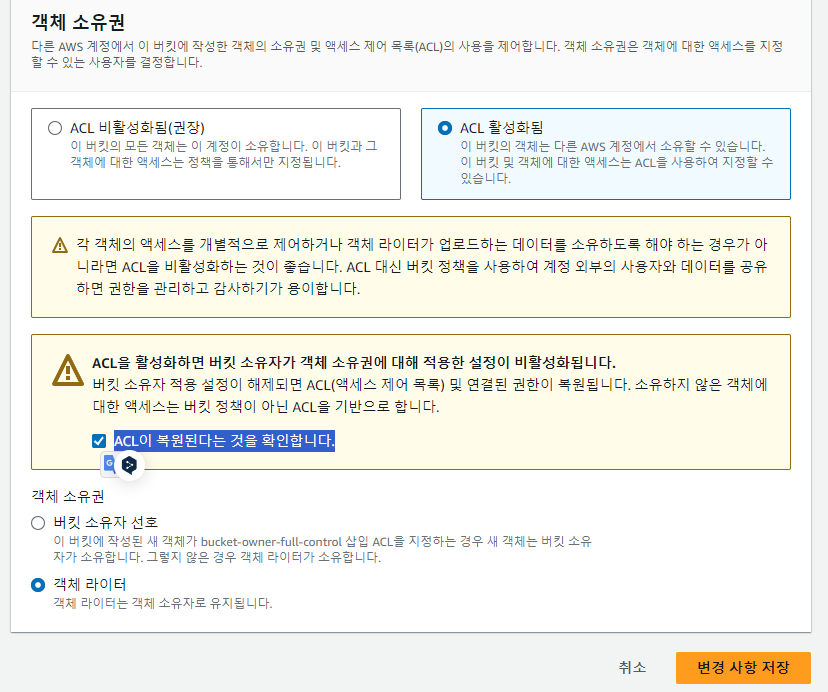 객체 소유권
다른 AWS 계정에서 이 버킷에 작성한 객체의 소유권 및 액세스 제어 목록(ACL)의 사용을 제어합니다. 객체 소유권은 객체에 대한 액세스를 지정
할 수 있는 사용자를 결정합니다.
ACL 비활성화됨(권장)
이 버킷의 모든 객체는 이 계정이 소유합니다. 이 버킷과 그
객체에 대한 액세스는 정책을 통해서만 지정됩니다.
ACL 활성화됨
이 버킷의 객체는 다른 AWS 계정에서 소유할 수 있습니다.
이 버킷 및 객체에 대한 액세스는 ACL을 사용하여 지정할 수
있습니다.
각 객체의 액세스를 개별적으로 제어하거나 객체 라이터가 업로드하는 데이터를 소유하도록 해야 하는 경우가 아
니라면 ACL을 비활성화하는 것이 좋습니다. ACL 대신 버킷 정책을 사용하여 계정 외부의 사용자와 데이터를 공유
하면 권한을 관리하고 감사하기가 용이합니다.
ACL을 활성화하면 버킷 소유자가 객체 소유권에 대해 적용한 설정이 비활성화됩니다.
버킷 소유자 적용 설정이 해제되면 ACL(액세스 제어 목록) 및 연결된 권한이 복원됩니다. 소유하지 않은 객체에
대한 액세스는 버킷 정책이 아닌 ACL을 기반으로 합니다.
ACL이 복원된다는 것을 확인합니다.
객체 소유권
버킷 소유자 선호
이 버킷에 작성된 새 객체가 bucket-owner-full-control 삽입 ACL을 지정하는 경우 새 객체는 버킷 소유
자가 소유합니다. 그렇지 않은 경우 객체 라이터가 소유합니다.
객체 라이터
객체 라이터는 객체 소유자로 유지됩니다.
취소
변경 사항 저장